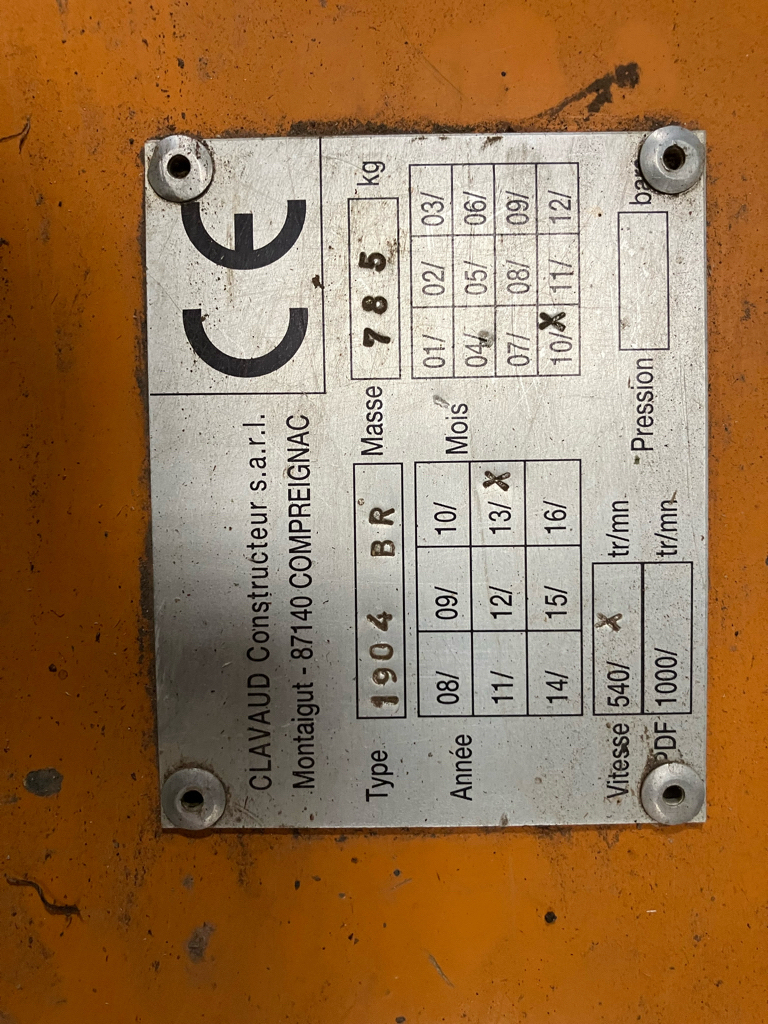 CLAVAUD Constructeur s.a.r.l.
Montaigut - 87140 COMPREIGNAC
CE
Type 1904 BR Masse 785 kg
Année
08/ 09/ 10/
11/ 12/ 13/X
14/ 15/ 16/
Mois
01/ 02/ 03/
04/ 05/ 06/
07/ 08/ 09/
10/X 11/ 12/
Vitesse 540/ X tr/mn
PDF 1000/ tr/mn
Pression bar